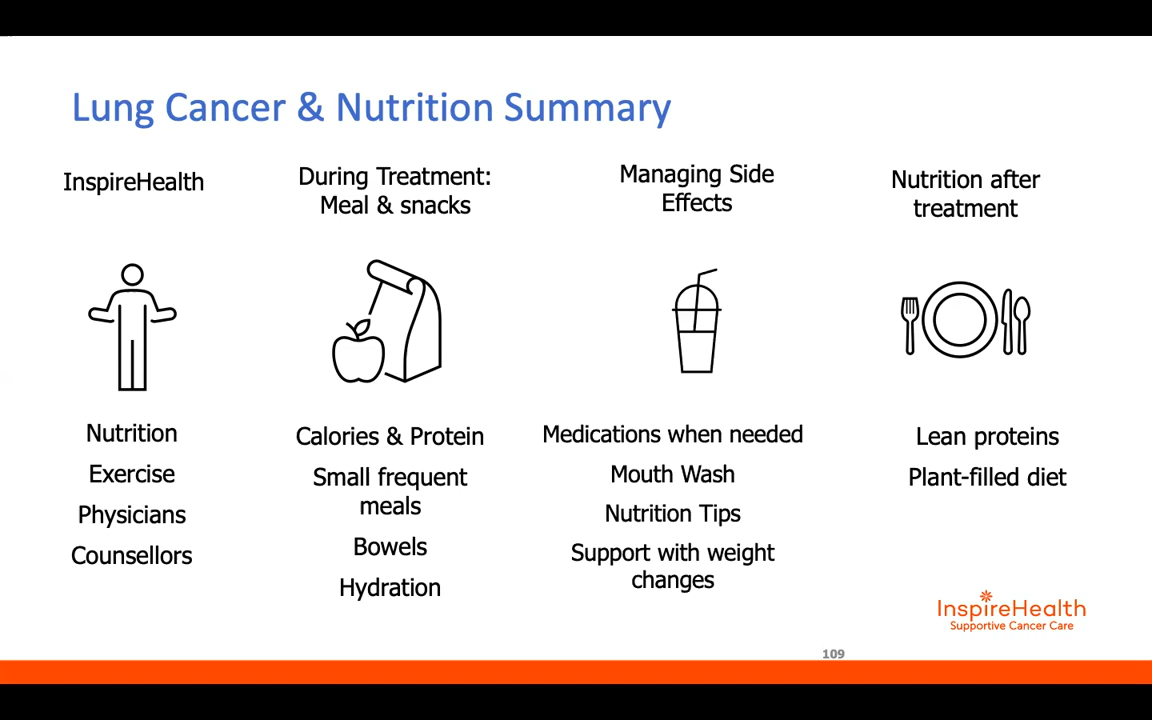 Lung Cancer & Nutrition Summary
InspireHealth
Nutrition
Exercise
Physicians
Counsellors
During Treatment:
Meal & snacks
Calories & Protein
Small frequent
meals
Bowels
Hydration
Managing Side
Effects
Medications when needed
Mouth Wash
Nutrition Tips
Support with weight
changes
Nutrition after
treatment
Lean proteins
Plant-filled diet
InspireHealth
Supportive Cancer Care
109